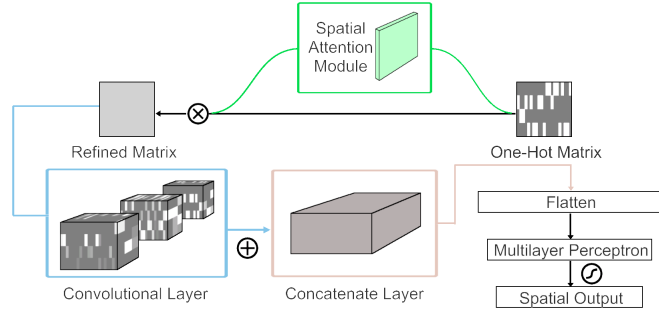 Spatial
Attention
Module
Refined Matrix
One-Hot Matrix
Convolutional Layer
Concatenate Layer
Flatten
Multilayer Perceptron
Spatial Output